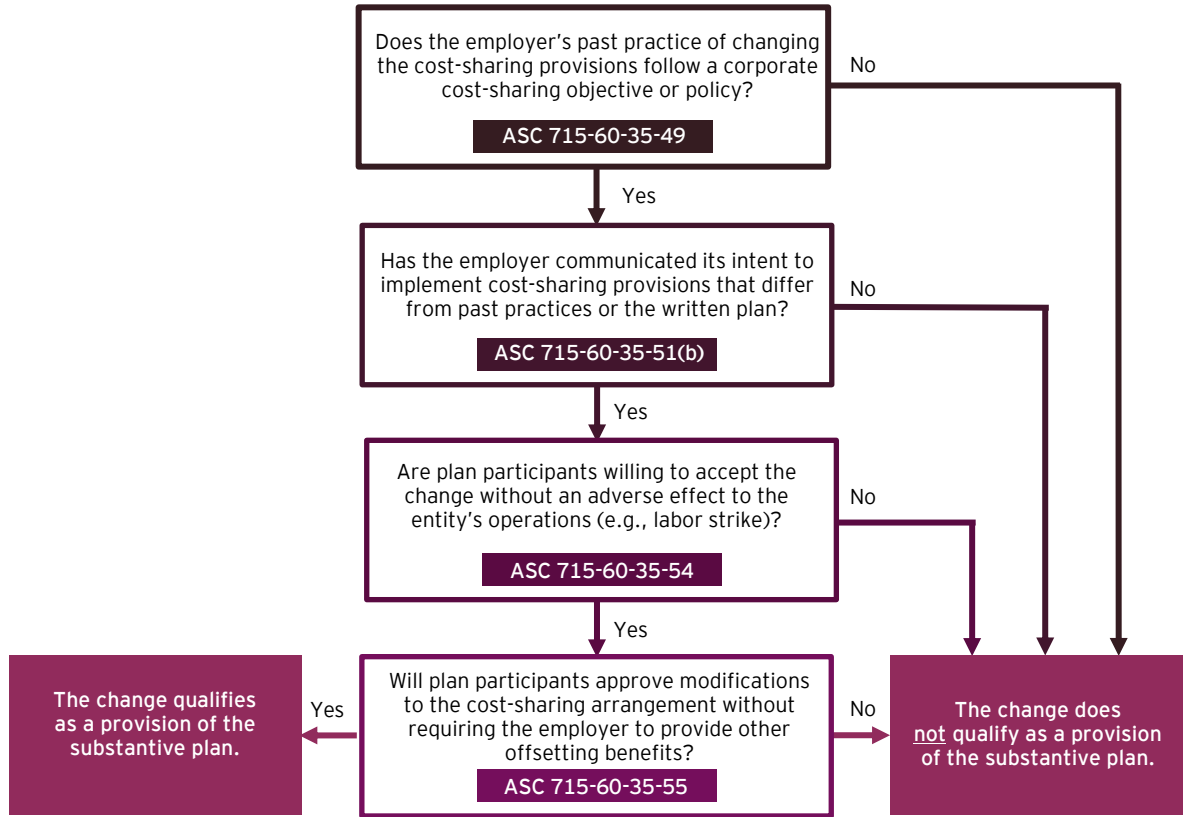 Does the employer's past practice of changing
the cost-sharing provisions follow a corporate
cost-sharing objective or policy?
ASC 715-60-35-49
No
Yes
Has the employer communicated its intent to
implement cost-sharing provisions that differ
from past practices or the written plan?
ASC 715-60-35-51(b)
No
Yes
Are plan participants willing to accept the
change without an adverse effect to the
entity's operations (e.g., labor strike)?
ASC 715-60-35-54
No
Yes
The change qualifies
as a provision of the
substantive plan.
Yes
Will plan participants approve modifications
to the cost-sharing arrangement without
requiring the employer to provide other
offsetting benefits?
ASC 715-60-35-55
No
The change does
not qualify as a provision
of the substantive plan.